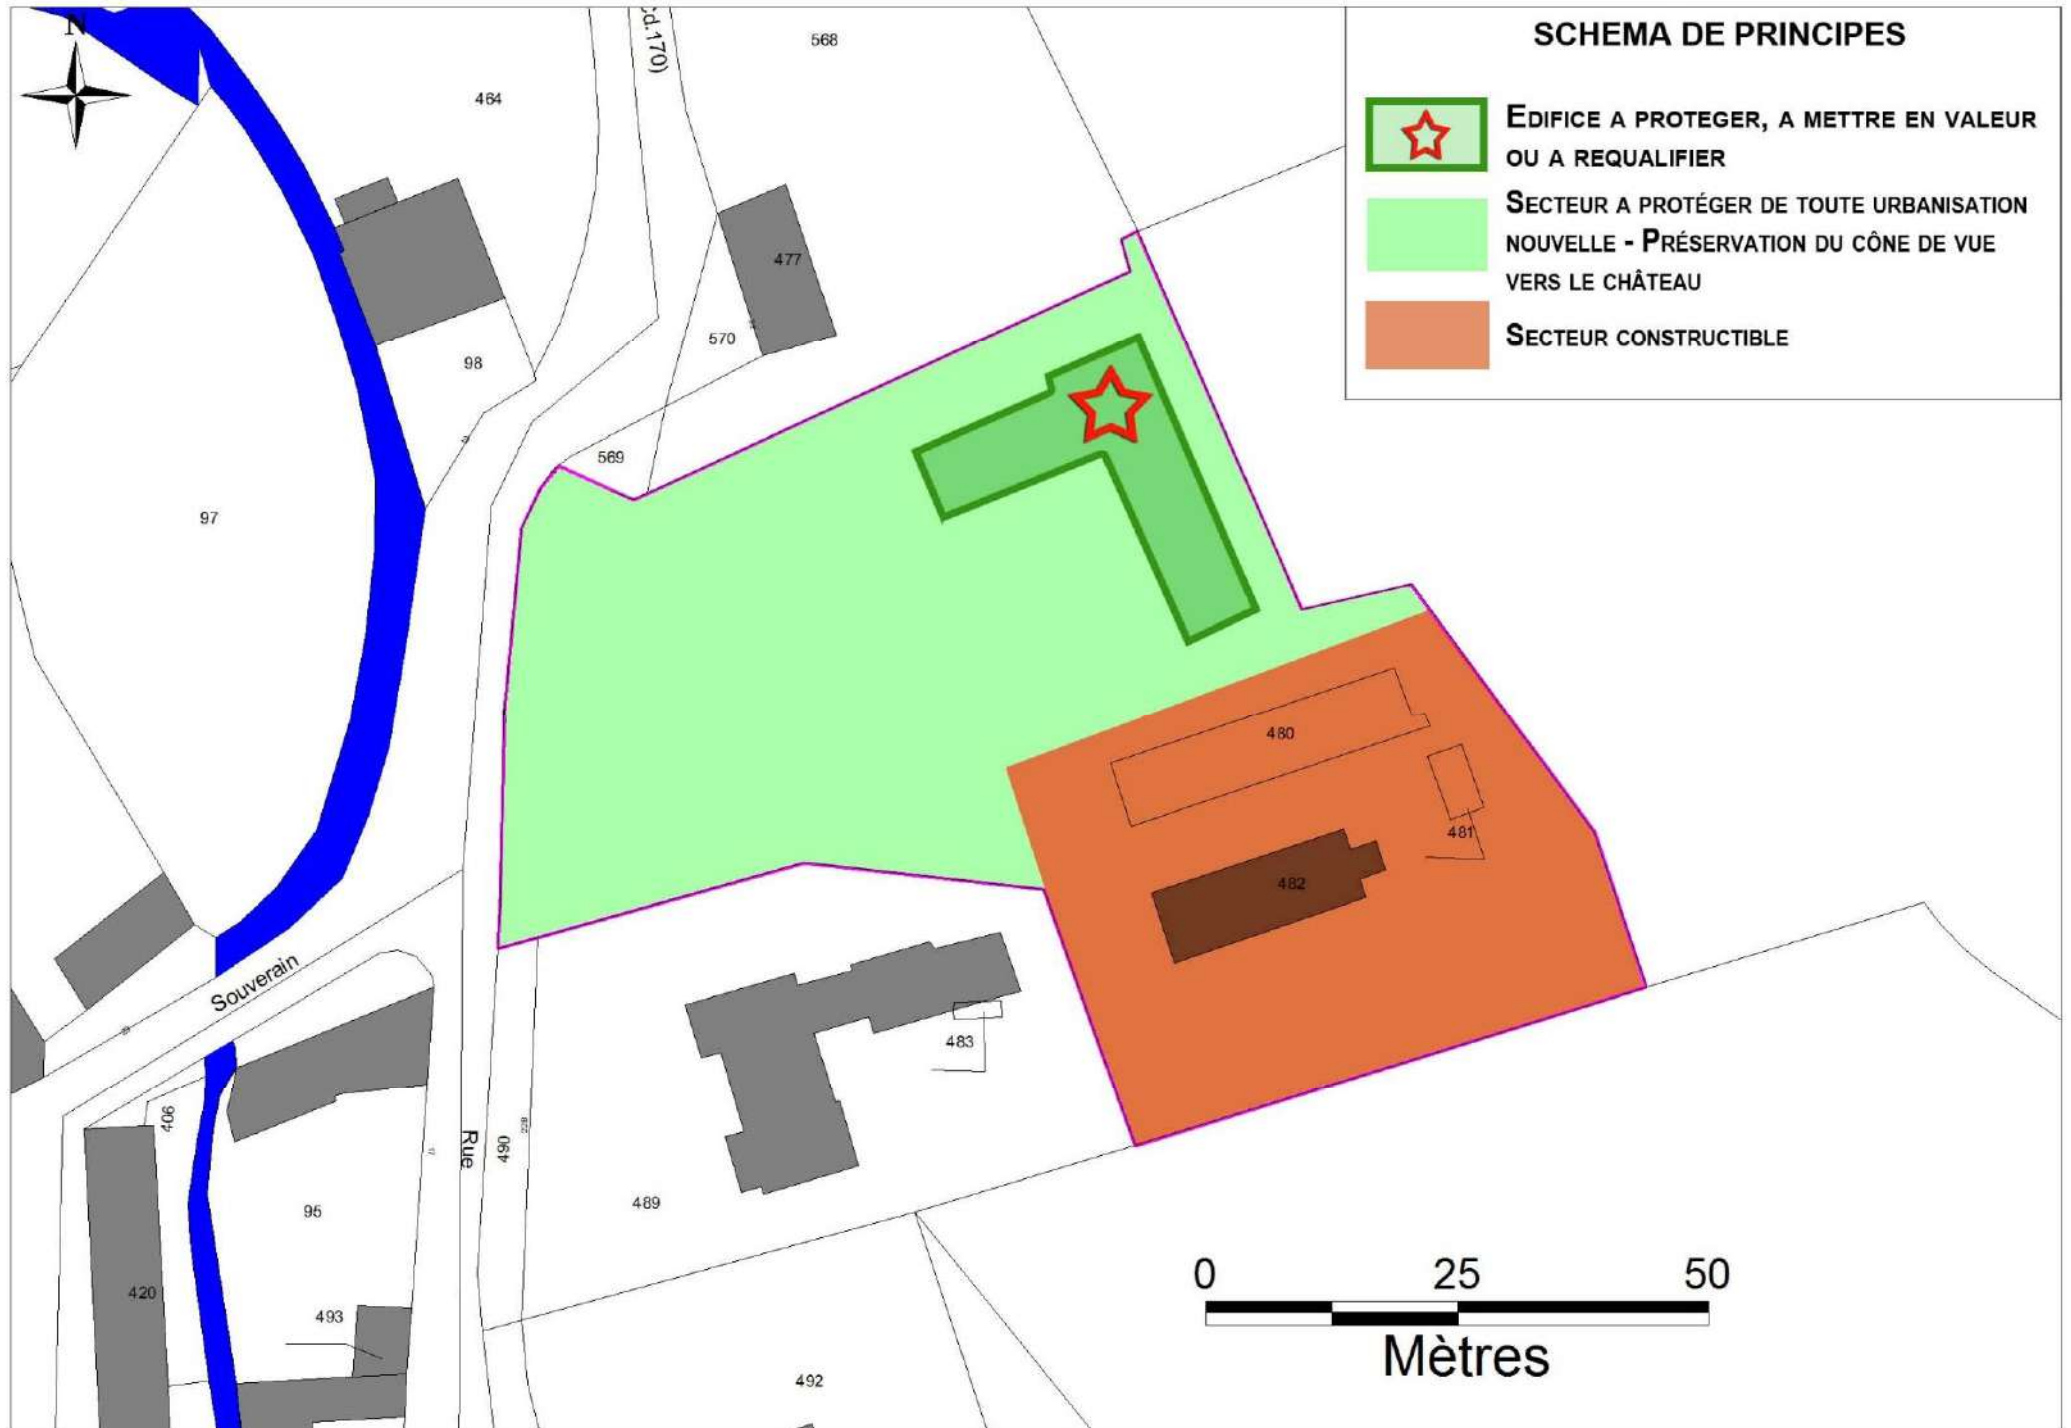 SCHEMA DE PRINCIPES
EDIFICE A PROTEGER, A METTRE EN VALEUR
OU A REQUALIFIER
SECTEUR A PROTÉGER DE TOUTE URBANISATION
NOUVELLE - PRÉSERVATION DU CÔNE DE VUE
VERS LE CHÂTEAU
SECTEUR CONSTRUCTIBLE
N
Cd.170)
568
464
477
570
98
569
97
480
481
482
Souverain
483
406
Rue
490
489
95
420
493
492
0 25 50
Mètres